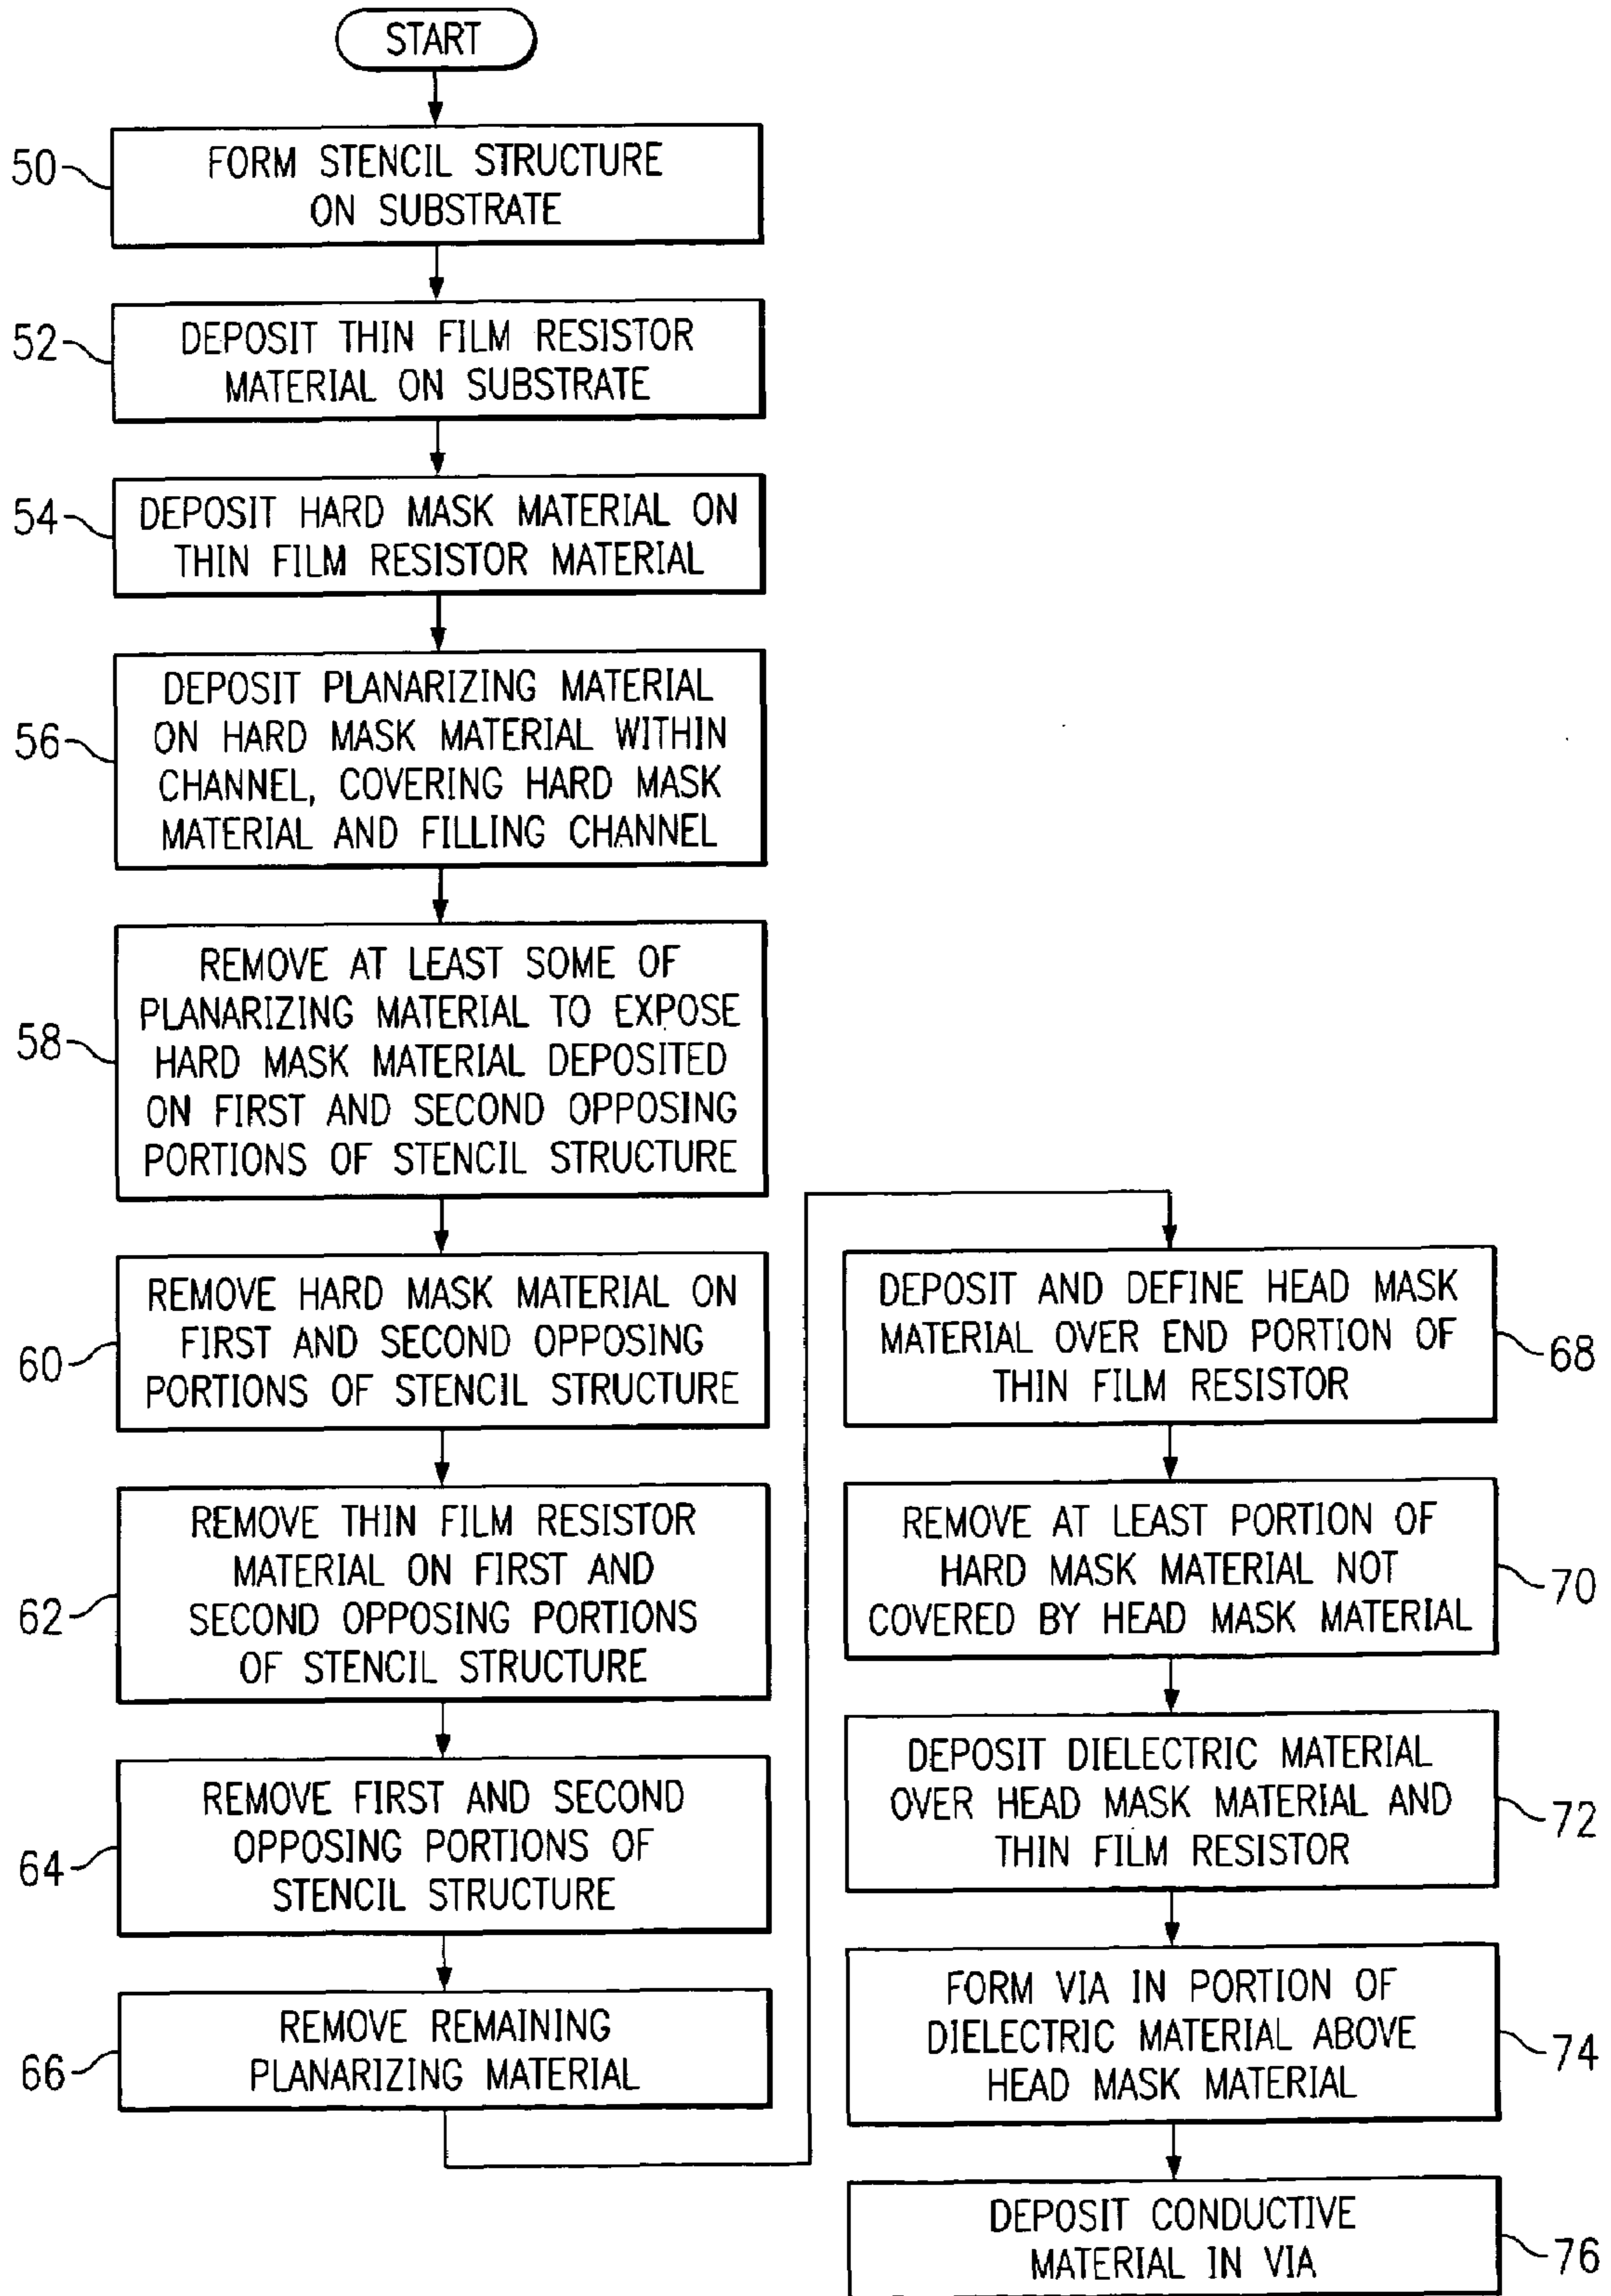 START
50
FORM STENCIL STRUCTURE
ON SUBSTRATE
52
DEPOSIT THIN FILM RESISTOR
MATERIAL ON SUBSTRATE
54
DEPOSIT HARD MASK MATERIAL ON
THIN FILM RESISTOR MATERIAL
56
DEPOSIT PLANARIZING MATERIAL
ON HARD MASK MATERIAL WITHIN
CHANNEL, COVERING HARD MASK
MATERIAL AND FILLING CHANNEL
58
REMOVE AT LEAST SOME OF
PLANARIZING MATERIAL TO EXPOSE
HARD MASK MATERIAL DEPOSITED
ON FIRST AND SECOND OPPOSING
PORTIONS OF STENCIL STRUCTURE
60
REMOVE HARD MASK MATERIAL ON
FIRST AND SECOND OPPOSING
PORTIONS OF STENCIL STRUCTURE
62
REMOVE THIN FILM RESISTOR
MATERIAL ON FIRST AND
SECOND OPPOSING PORTIONS
OF STENCIL STRUCTURE
64
REMOVE FIRST AND SECOND
OPPOSING PORTIONS OF
STENCIL STRUCTURE
66
REMOVE REMAINING
PLANARIZING MATERIAL
DEPOSIT AND DEFINE HEAD MASK
MATERIAL OVER END PORTION OF
THIN FILM RESISTOR
68
REMOVE AT LEAST PORTION OF
HARD MASK MATERIAL NOT
COVERED BY HEAD MASK MATERIAL
70
DEPOSIT DIELECTRIC MATERIAL
OVER HEAD MASK MATERIAL AND
THIN FILM RESISTOR
72
FORM VIA IN PORTION OF
DIELECTRIC MATERIAL ABOVE
HEAD MASK MATERIAL
74
DEPOSIT CONDUCTIVE
MATERIAL IN VIA
76